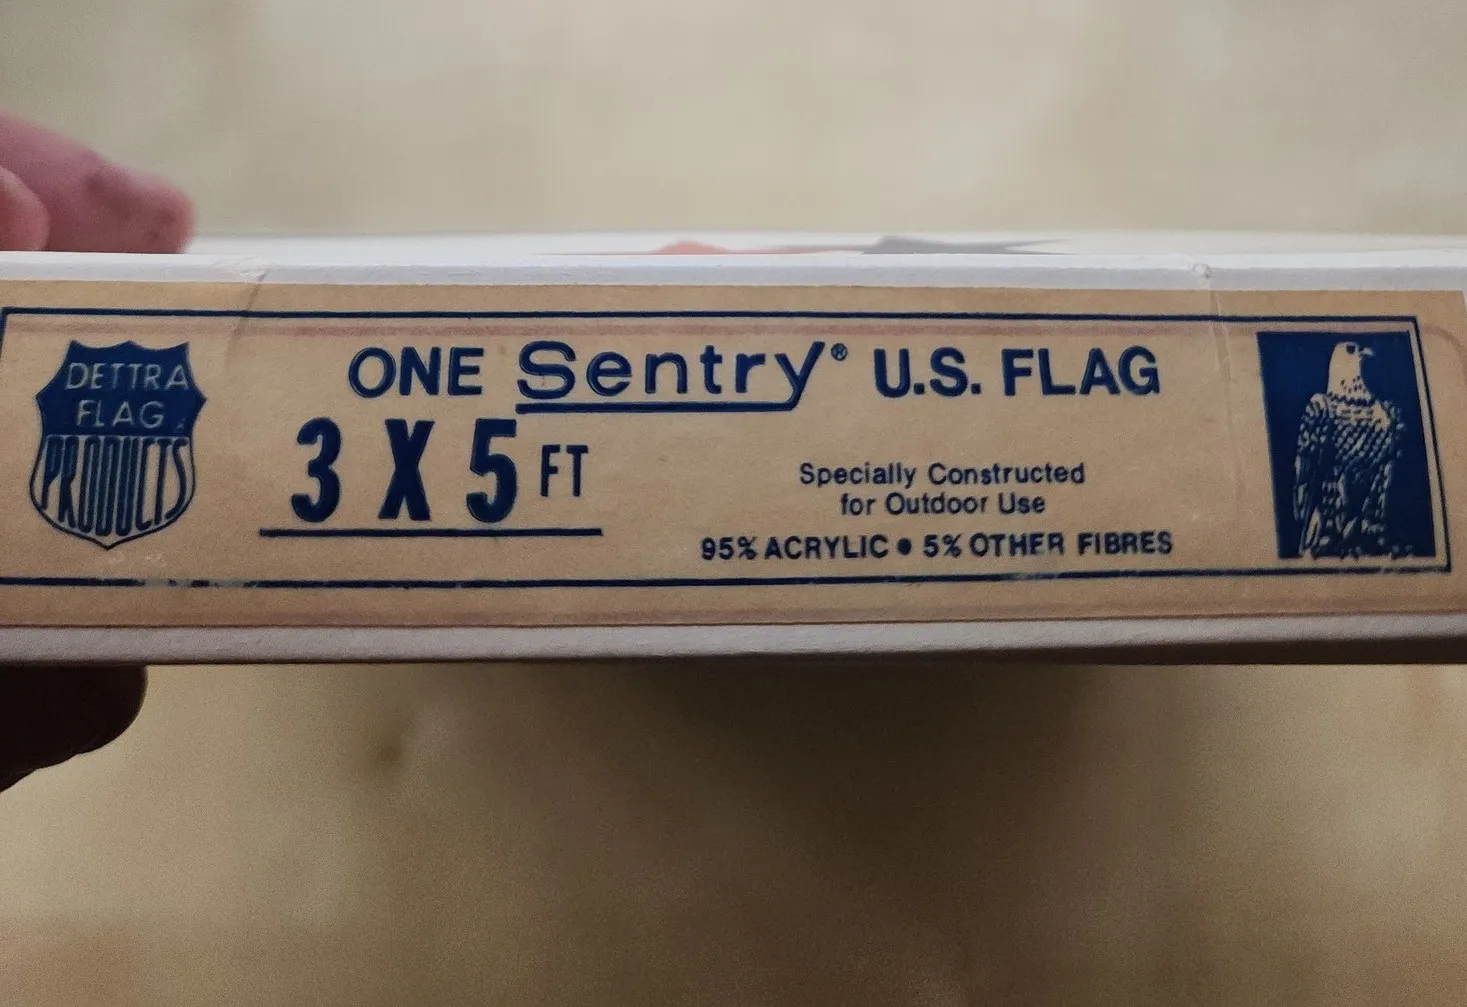 DETTRA
FLAG
PRODUCTS
ONE Sentry® U.S. FLAG
3 X 5 FT
Specially Constructed
for Outdoor Use
95% ACRYLIC • 5% OTHER FIBRES